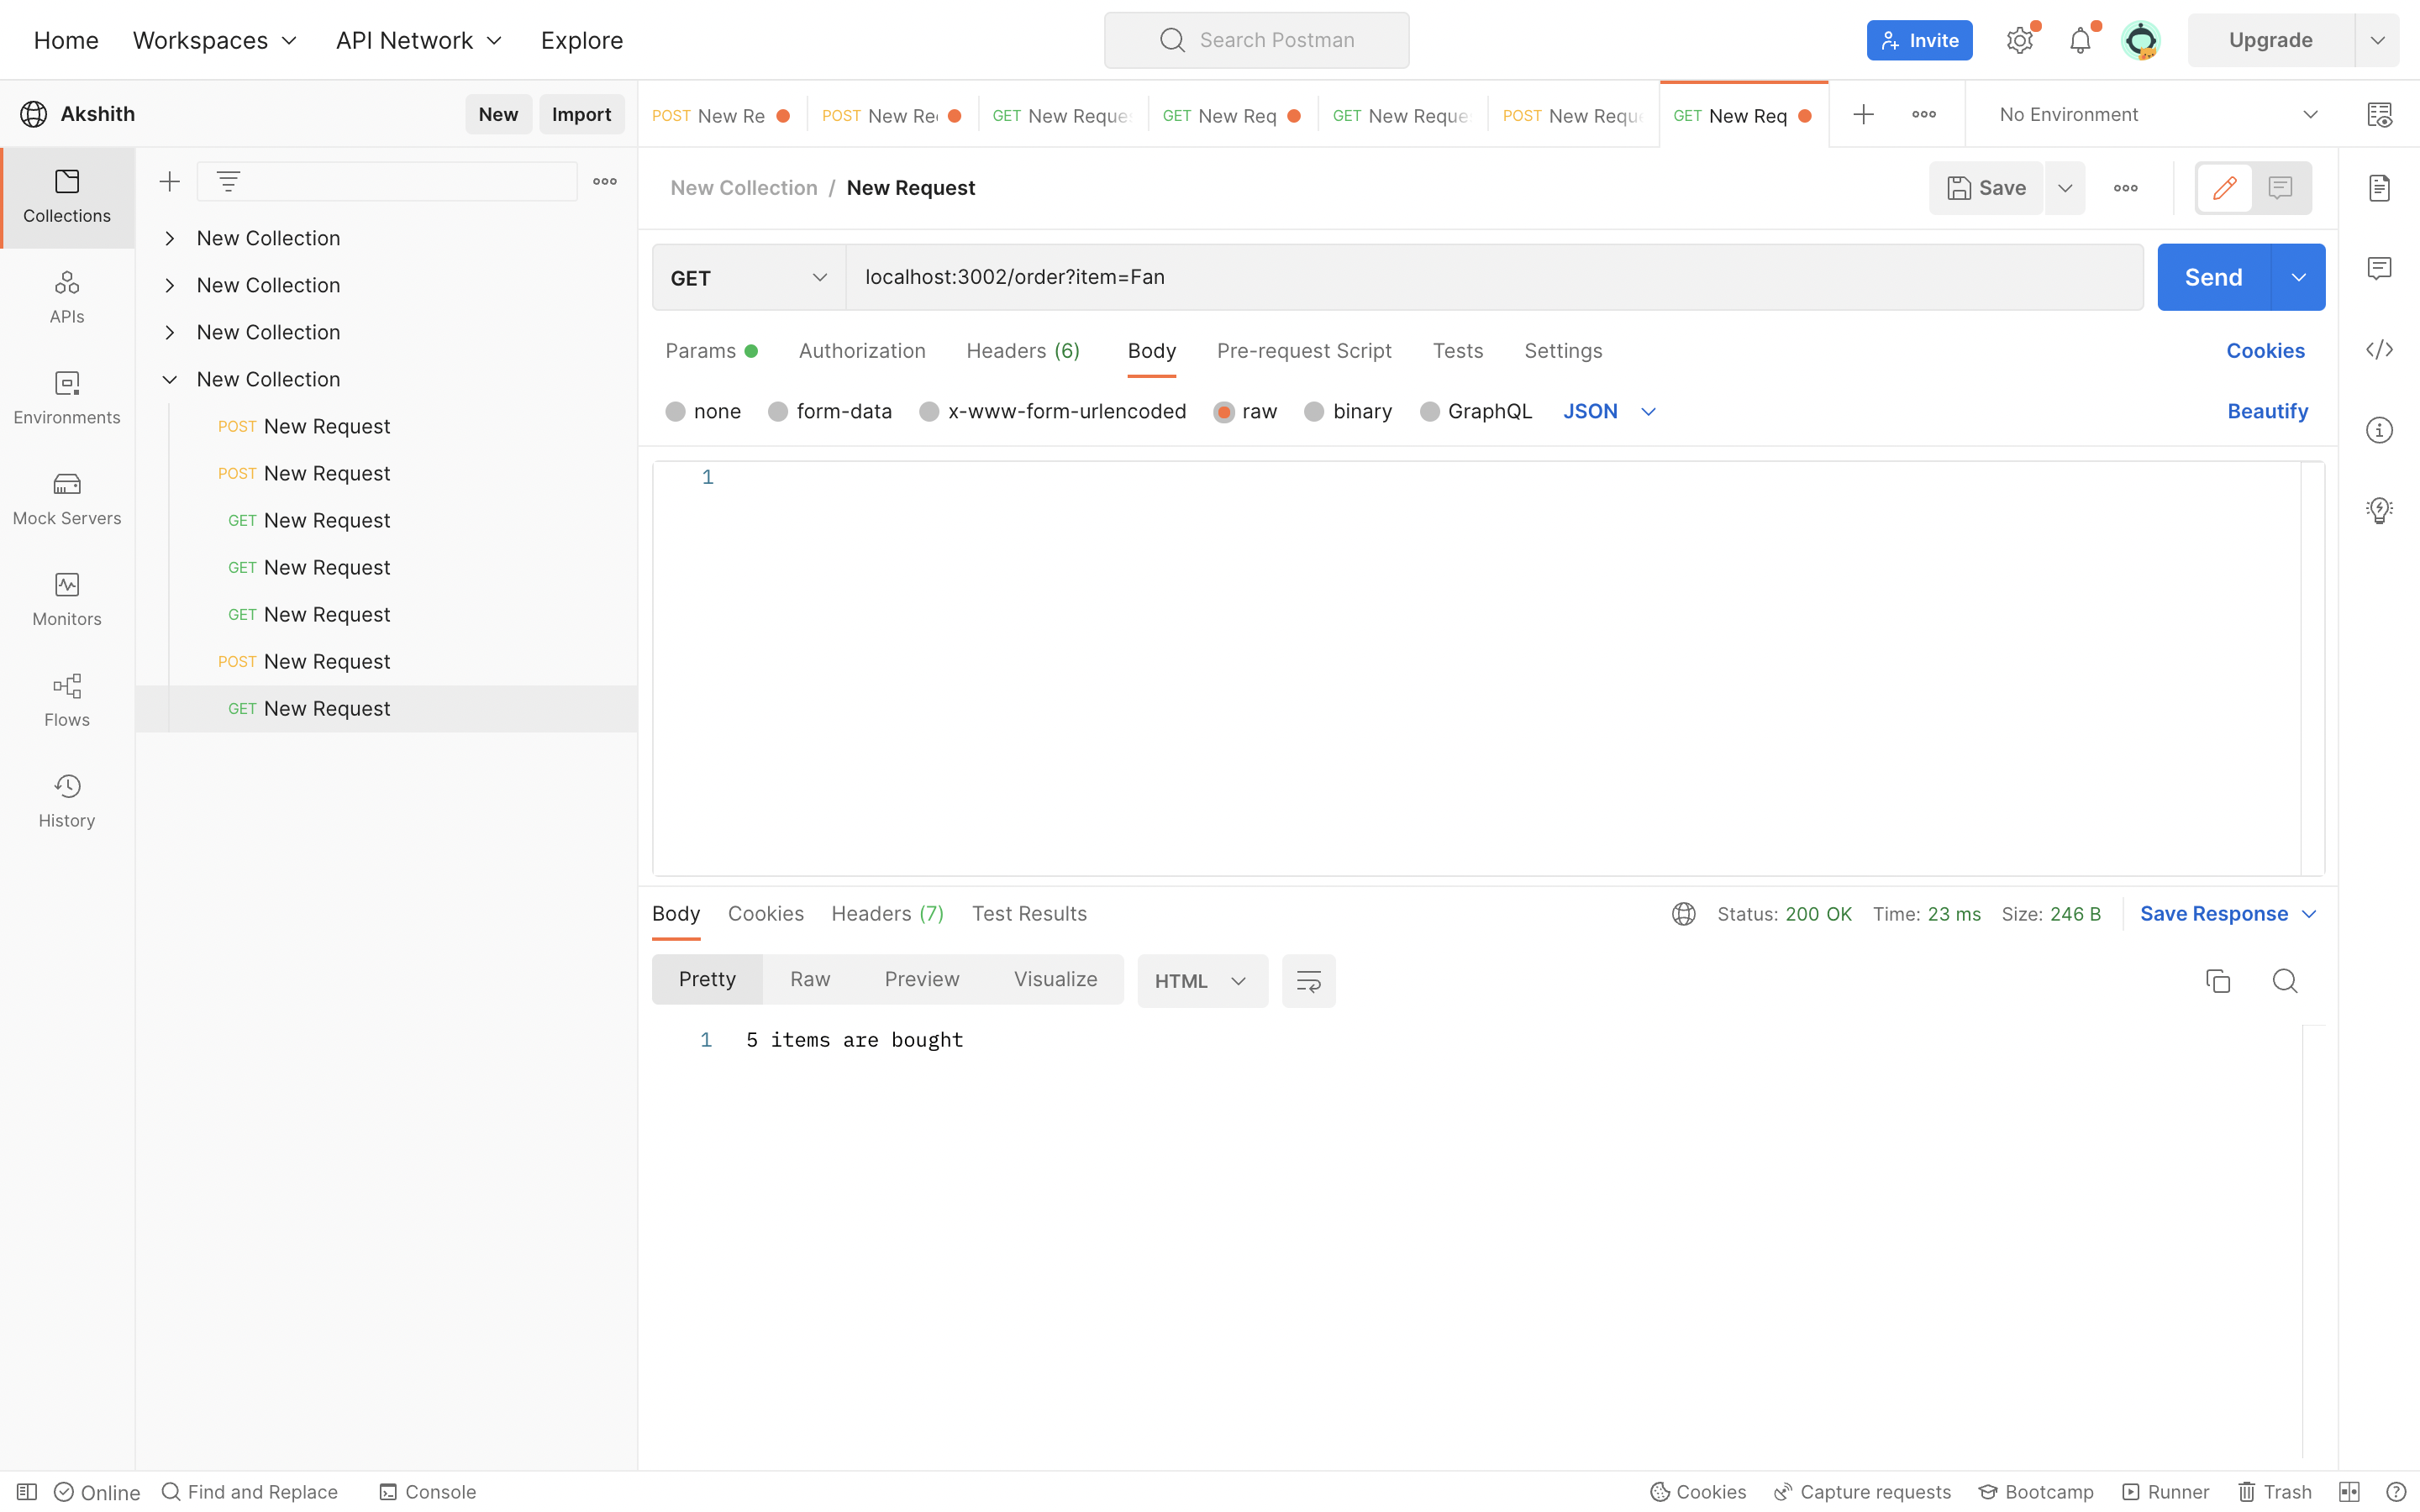 Home Workspaces API Network Explore Search Postman Invite Upgrade
Akshith New Import
POST New Re POST New Re GET New Reque GET New Req GET New Reque POST New Requ GET New Req No Environment
Collections
APIs
Environments
Mock Servers
Monitors
Flows
History
New Collection
New Collection
New Collection
New Collection
POST New Request
POST New Request
GET New Request
GET New Request
GET New Request
POST New Request
GET New Request
New Collection / New Request Save
GET localhost:3002/order?item=Fan Send
Params Authorization Headers (6) Body Pre-request Script Tests Settings Cookies
none form-data x-www-form-urlencoded raw binary GraphQL JSON Beautify
1
Body Cookies Headers (7) Test Results Status: 200 OK Time: 23 ms Size: 246 B Save Response
Pretty Raw Preview Visualize HTML
1 5 items are bought
Online Find and Replace Console Cookies Capture requests Bootcamp Runner Trash